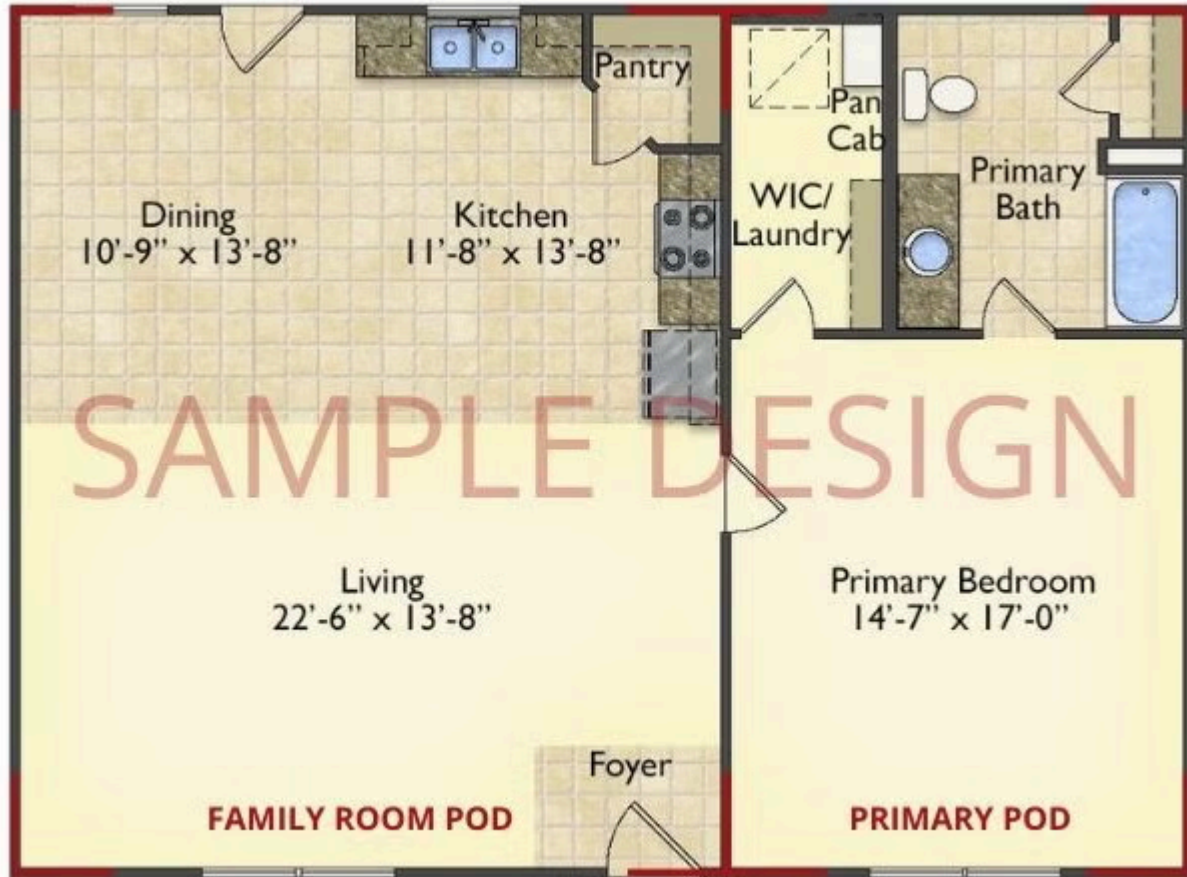 Pantry
Pan
Cab
Primary
Bath
WIC/
Laundry
Dining
10'-9” x 13'-8”
Kitchen
11'-8” x 13'-8”
SAMPLE DESIGN
Living
22'-6” x 13'-8”
Primary Bedroom
14'-7” x 17'-0”
Foyer
FAMILY ROOM POD
PRIMARY POD